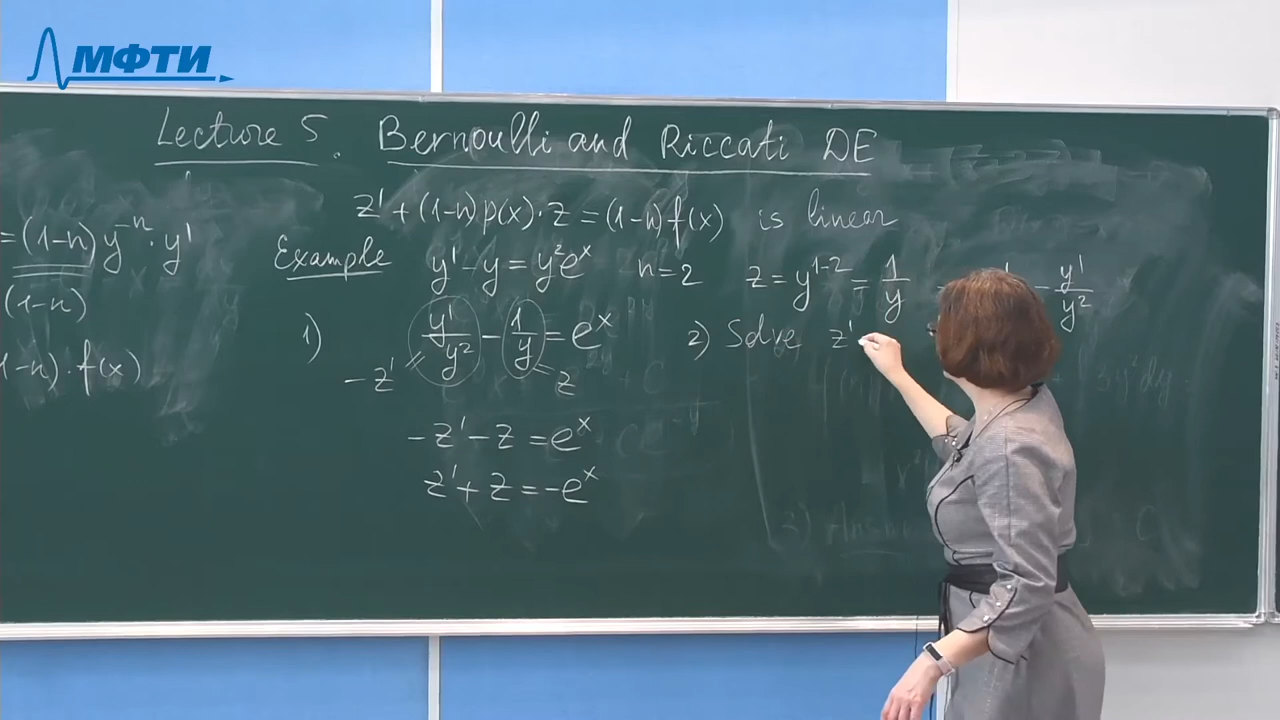 МФТИ
Lecture 5. Bernoulli and Riccati DE
z' + (1-n)p(x)·z = (1-n)f(x) is linear
= (1-n)y⁻ⁿ·y'
(1-n)
1-n)·f(x)
Example y' - y = y²eˣ n=2 z = y¹⁻² = 1/y - y'/y²
1) y'/y² - 1/y = eˣ
-z' = = z
-z' - z = eˣ
z' + z = -eˣ
2) Solve z'